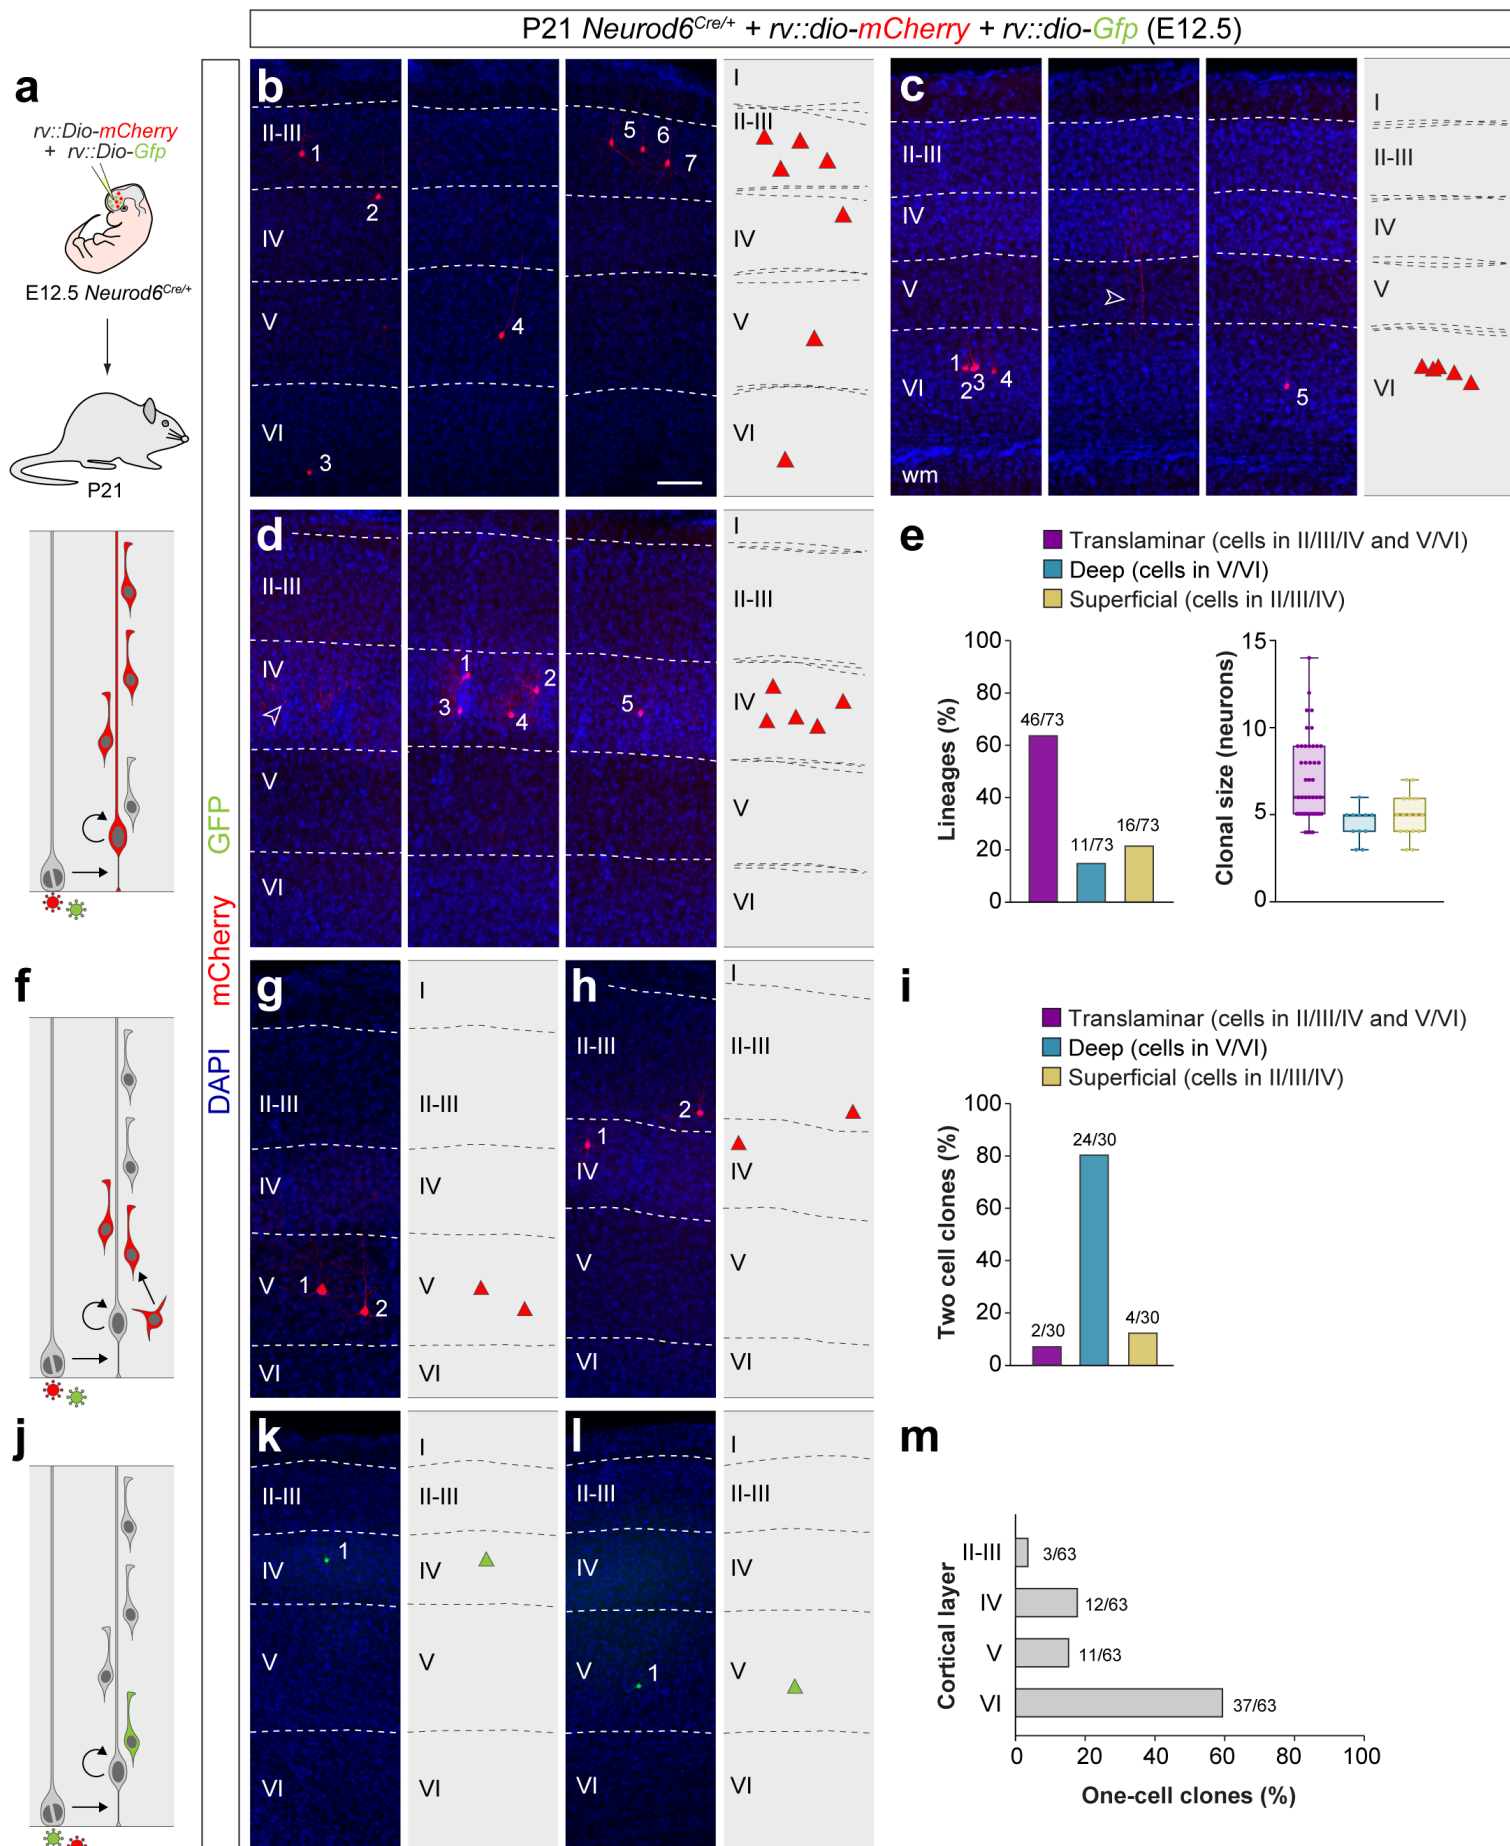 P21 Neurod6Cre/+ + rv::dio-mCherry + rv::dio-Gfp (E12.5)
a
rv::Dio-mCherry
+ rv::Dio-Gfp
E12.5 Neurod6Cre/+
P21
DAPI mCherry GFP
b
II-III
IV
V
VI
1
2
3
4
5
6
7
I
II-III
IV
V
VI
c
II-III
IV
V
VI
wm
1
2
3
4
5
I
II-III
IV
V
VI
d
II-III
IV
V
VI
1
2
3
4
5
I
II-III
IV
V
VI
e
Translaminar (cells in II/III/IV and V/VI)
Deep (cells in V/VI)
Superficial (cells in II/III/IV)
Lineages (%)
100
80
60
40
20
0
46/73
11/73
16/73
Clonal size (neurons)
15
10
5
0
f
g
II-III
IV
V
VI
1
2
I
II-III
IV
V
VI
h
II-III
IV
V
VI
1
2
I
II-III
IV
V
VI
i
Translaminar (cells in II/III/IV and V/VI)
Deep (cells in V/VI)
Superficial (cells in II/III/IV)
Two cell clones (%)
100
80
60
40
20
0
2/30
24/30
4/30
j
k
II-III
IV
V
VI
1
I
II-III
IV
V
VI
l
II-III
IV
V
VI
1
I
II-III
IV
V
VI
m
Cortical layer
II-III
3/63
IV
12/63
V
11/63
VI
37/63
0 20 40 60 80 100
One-cell clones (%)